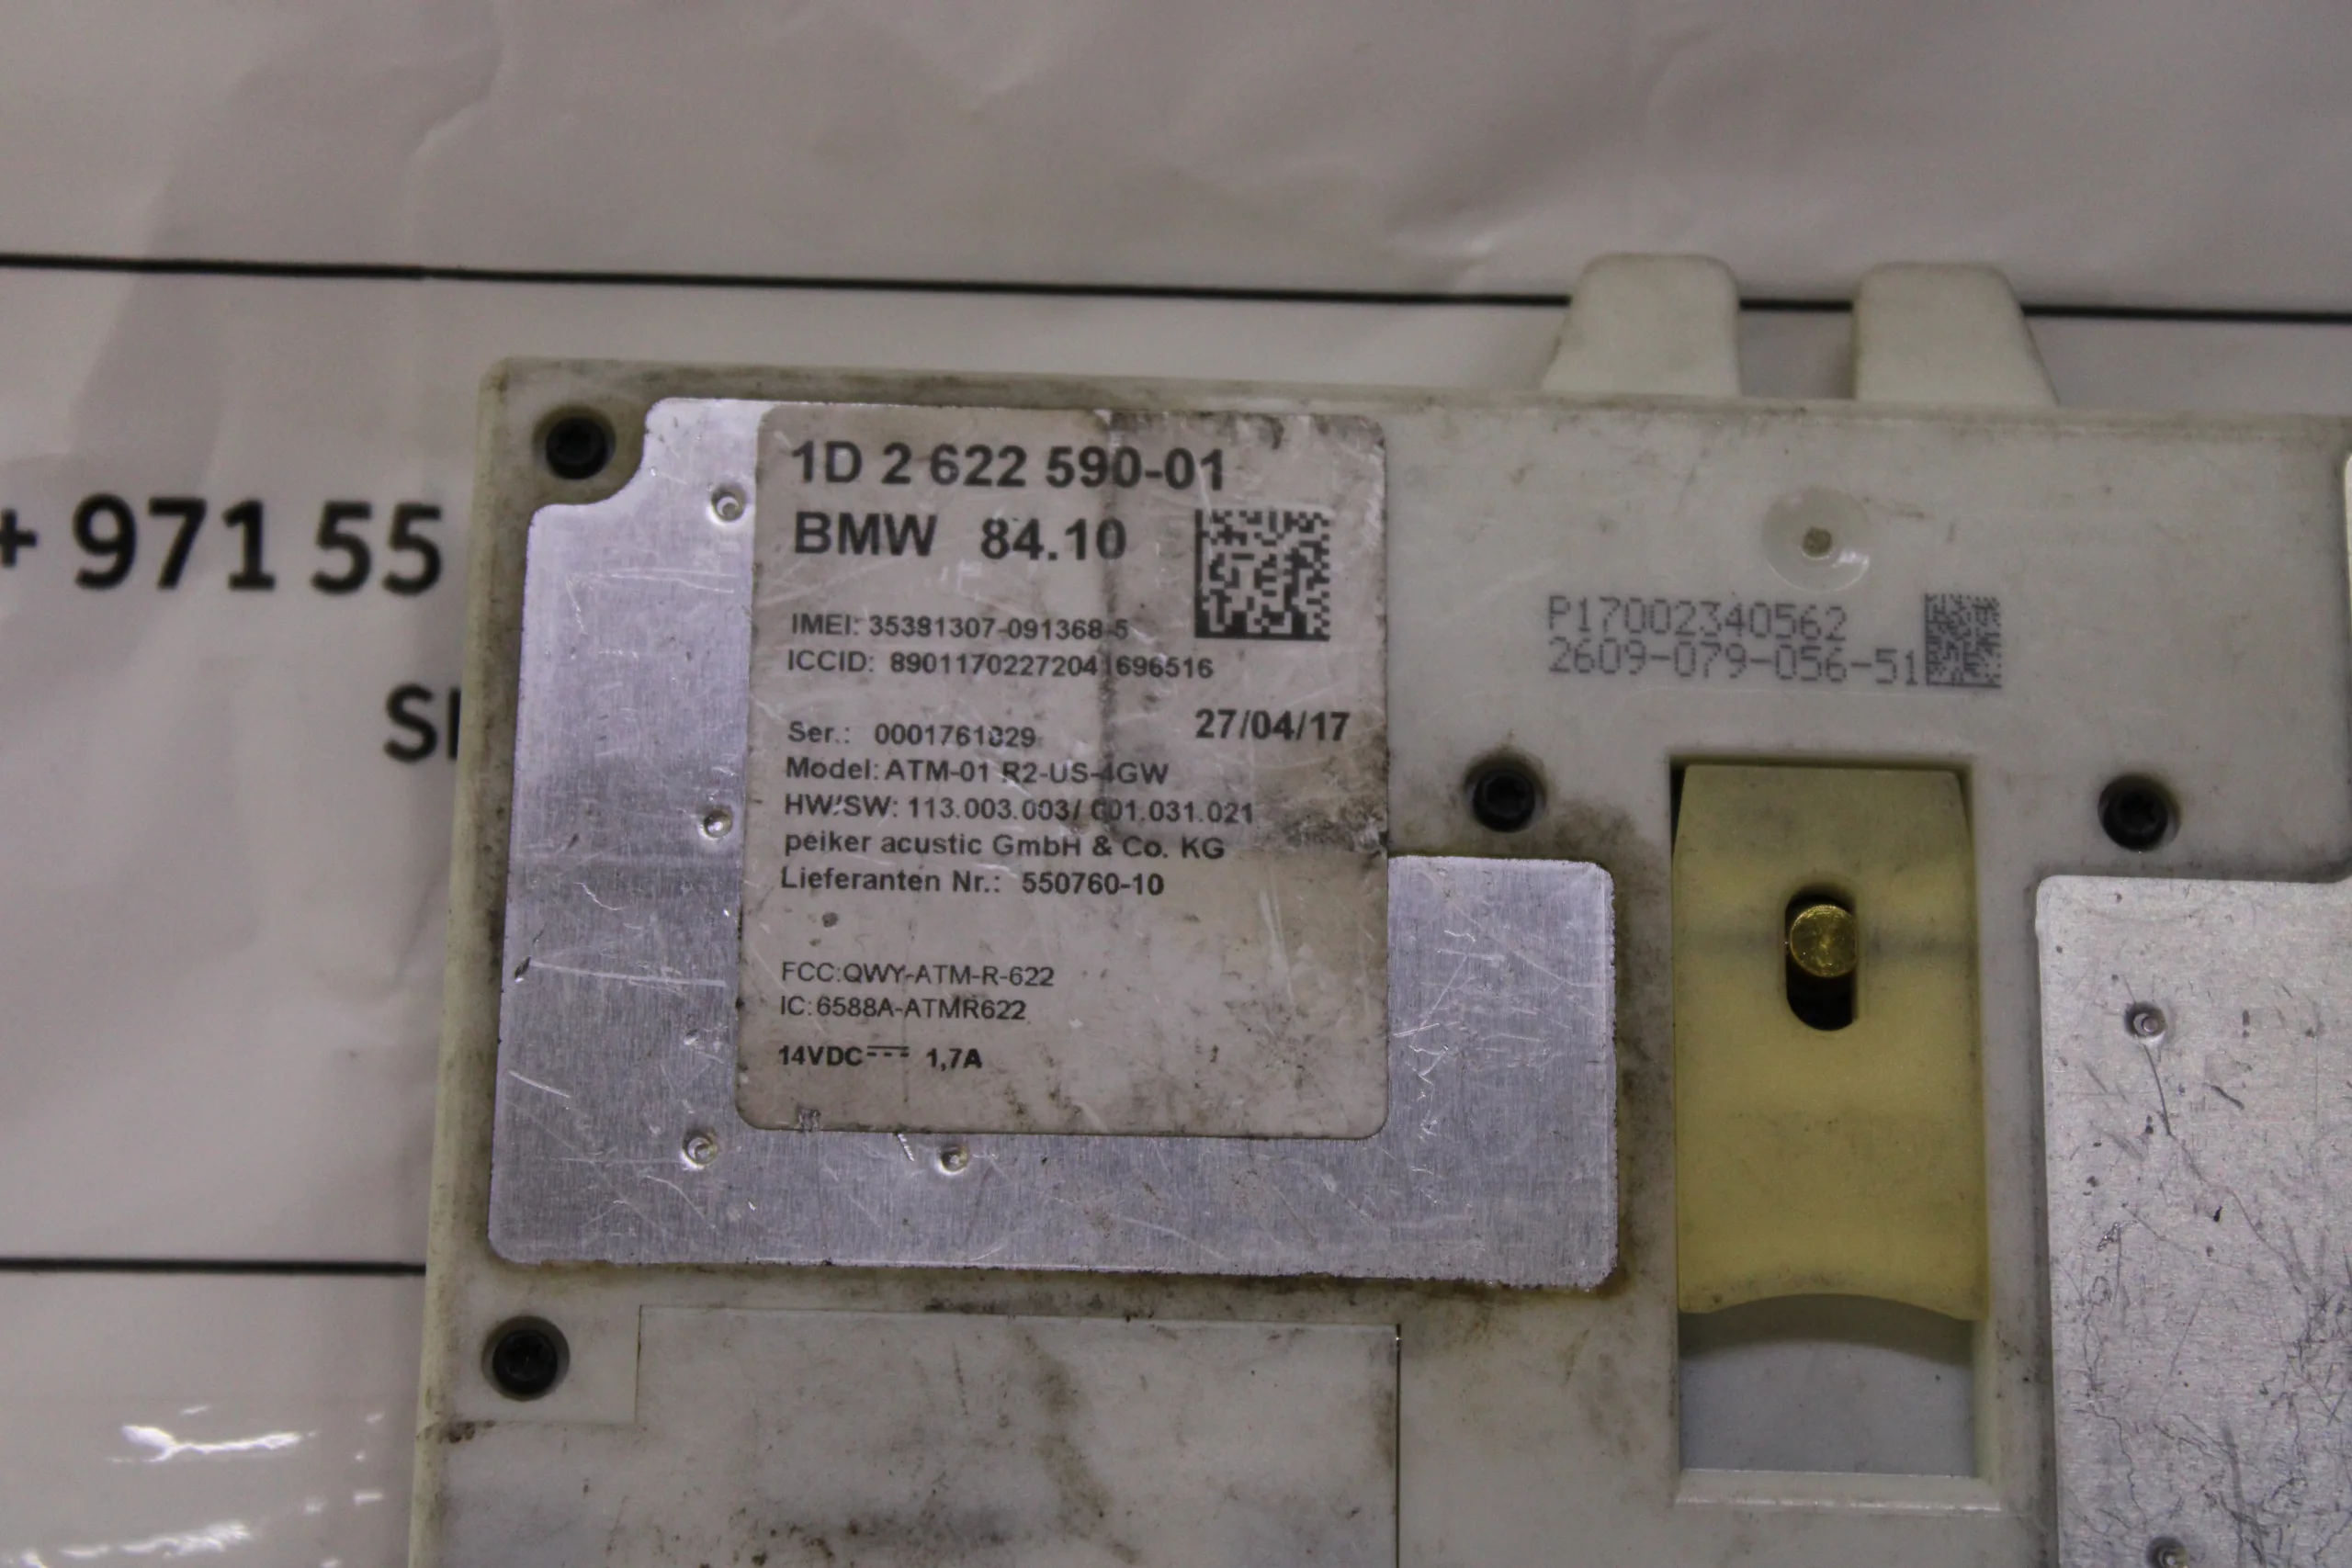 + 971 55
1D 2 622 590-01
BMW 84.10
IMEI: 35391307-091368-5
ICCID: 89011702272041696516
Ser.: 0001761829
27/04/17
Model: ATM-01 R2-US-4GW
HW/SW: 113.003.003/ 001.031.021
peiker acustic GmbH & Co. KG
Lieferanten Nr.: 550760-10
FCC:QWY-ATM-R-622
IC:6588A-ATMR622
14VDC 1,7A
P17002340562
2609-079-056-51